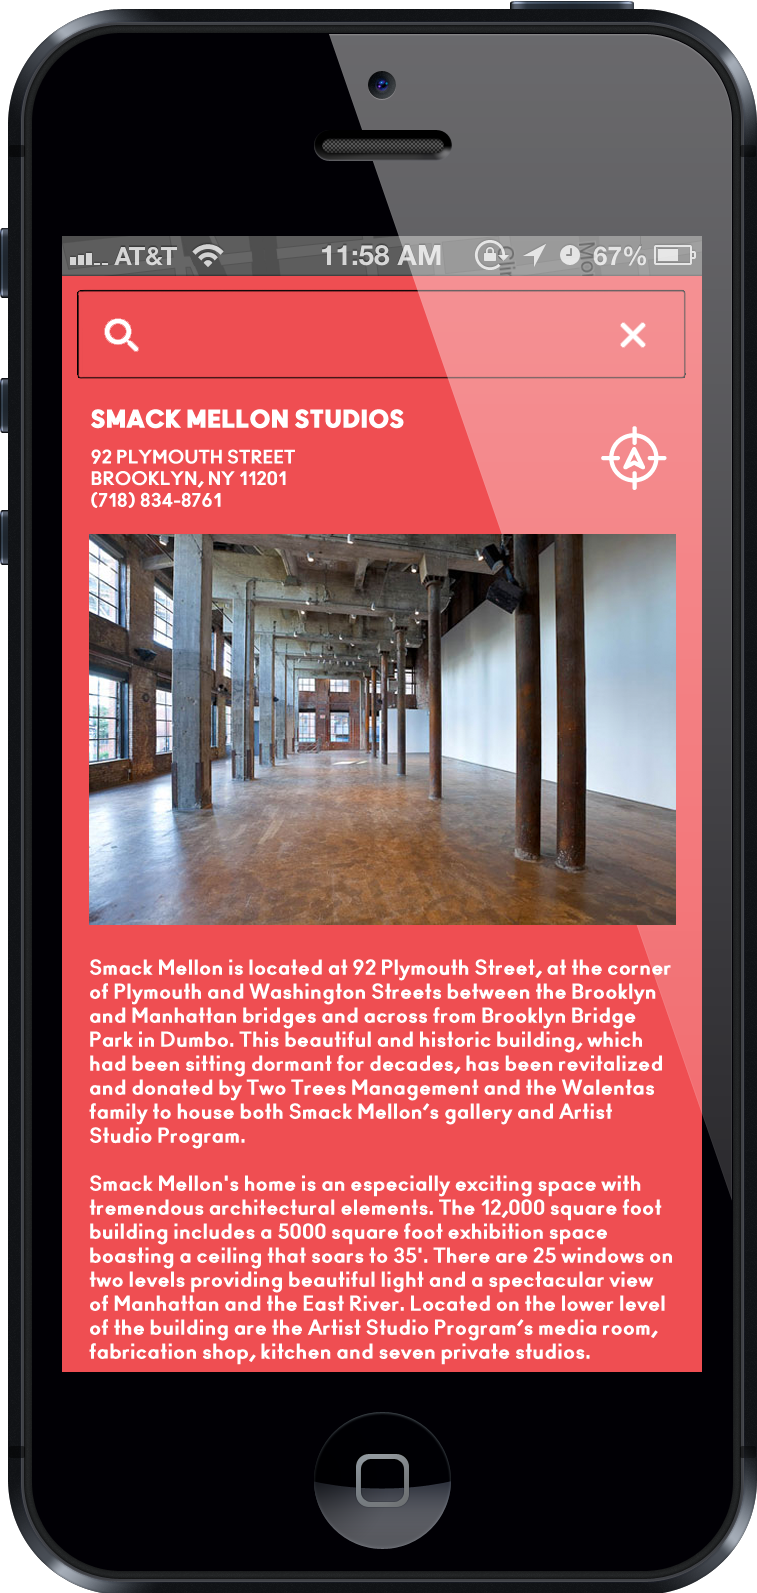 AT&T 11:58 AM 67%
SMACK MELLON STUDIOS
92 PLYMOUTH STREET
BROOKLYN, NY 11201
(718) 834-8761
Smack Mellon is located at 92 Plymouth Street, at the corner
of Plymouth and Washington Streets between the Brooklyn
and Manhattan bridges and across from Brooklyn Bridge
Park in Dumbo. This beautiful and historic building, which
had been sitting dormant for decades, has been revitalized
and donated by Two Trees Management and the Walentas
family to house both Smack Mellon’s gallery and Artist
Studio Program.
Smack Mellon's home is an especially exciting space with
tremendous architectural elements. The 12,000 square foot
building includes a 5000 square foot exhibition space
boasting a ceiling that soars to 35'. There are 25 windows on
two levels providing beautiful light and a spectacular view
of Manhattan and the East River. Located on the lower level
of the building are the Artist Studio Program’s media room,
fabrication shop, kitchen and seven private studios.